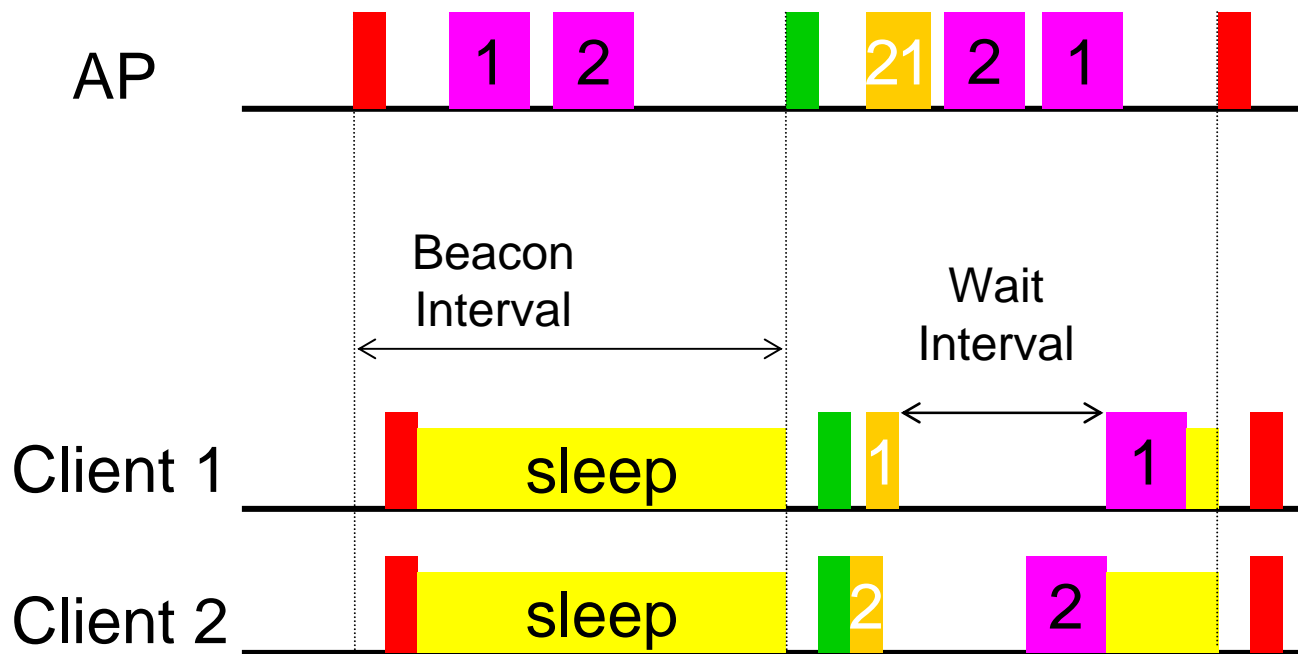 AP
1
2
21
2
1
Beacon
Interval
Wait
Interval
Client 1
sleep
1
1
Client 2
sleep
2
2